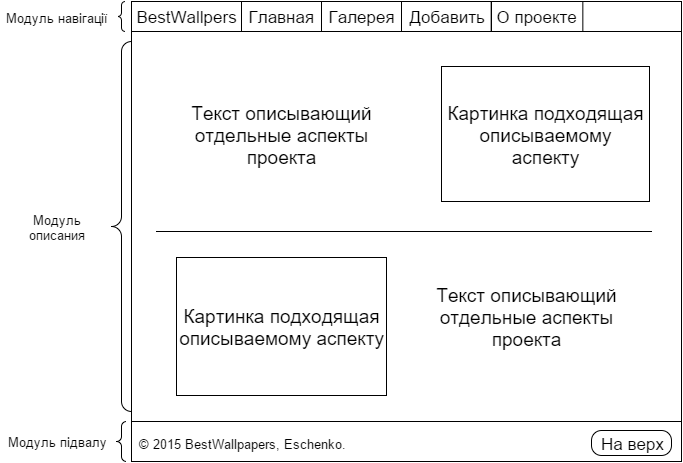 Модуль навігації
BestWallpers
Главная
Галерея
Добавить
О проекте
Текст описывающий
отдельные аспекты
проекта
Картинка подходящая
описываемому
аспекту
Модуль
описания
Картинка подходящая
описываемому аспекту
Текст описывающий
отдельные аспекты
проекта
Модуль підвалу
© 2015 BestWallpapers, Eschenko.
На верх